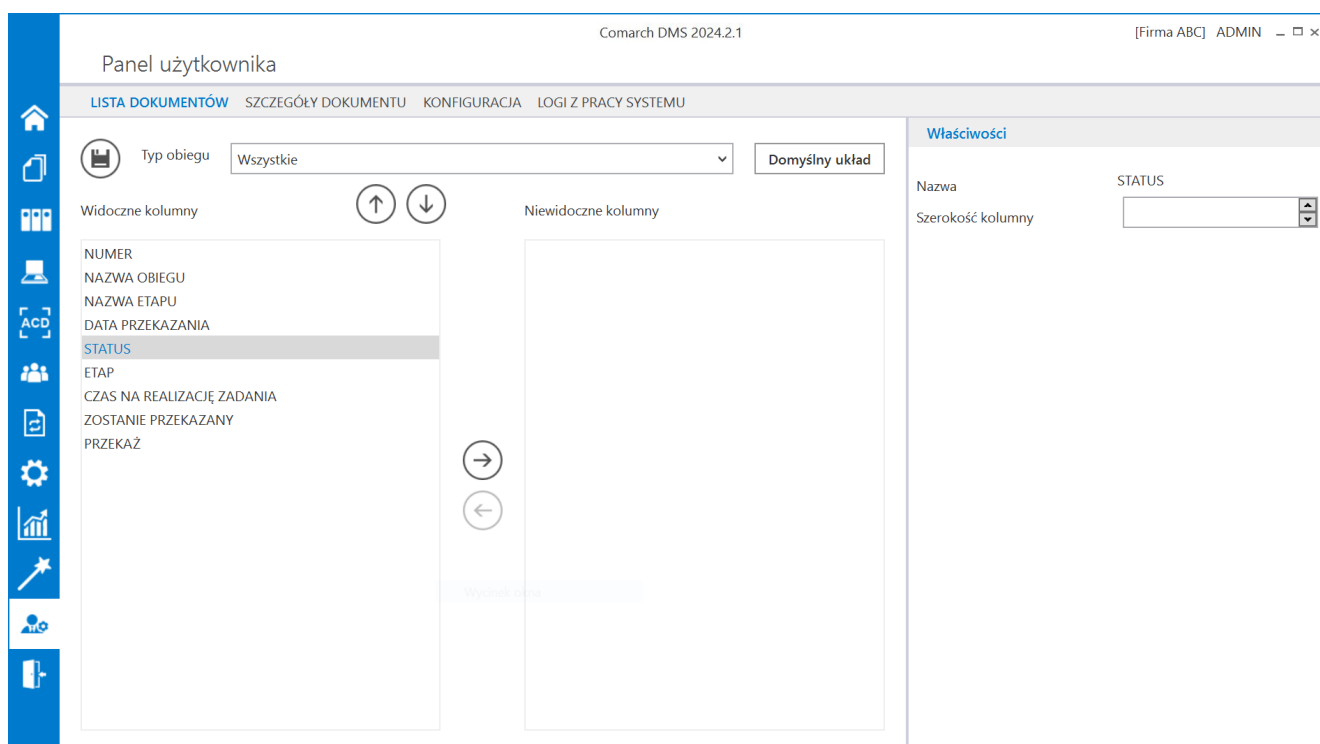 Comarch DMS 2024.2.1
[Firma ABC] ADMIN
Panel użytkownika
LISTA DOKUMENTÓW SZCZEGÓŁY DOKUMENTU KONFIGURACJA LOGI Z PRACY SYSTEMU
Właściwości
Typ obiegu Wszystkie Domyślny układ
Nazwa STATUS
Szerokość kolumny
Widoczne kolumny Niewidoczne kolumny
NUMER
NAZWA OBIEGU
NAZWA ETAPU
DATA PRZEKAZANIA
STATUS
ETAP
CZAS NA REALIZACJĘ ZADANIA
ZOSTANIE PRZEKAZANY
PRZEKAŻ
ACD